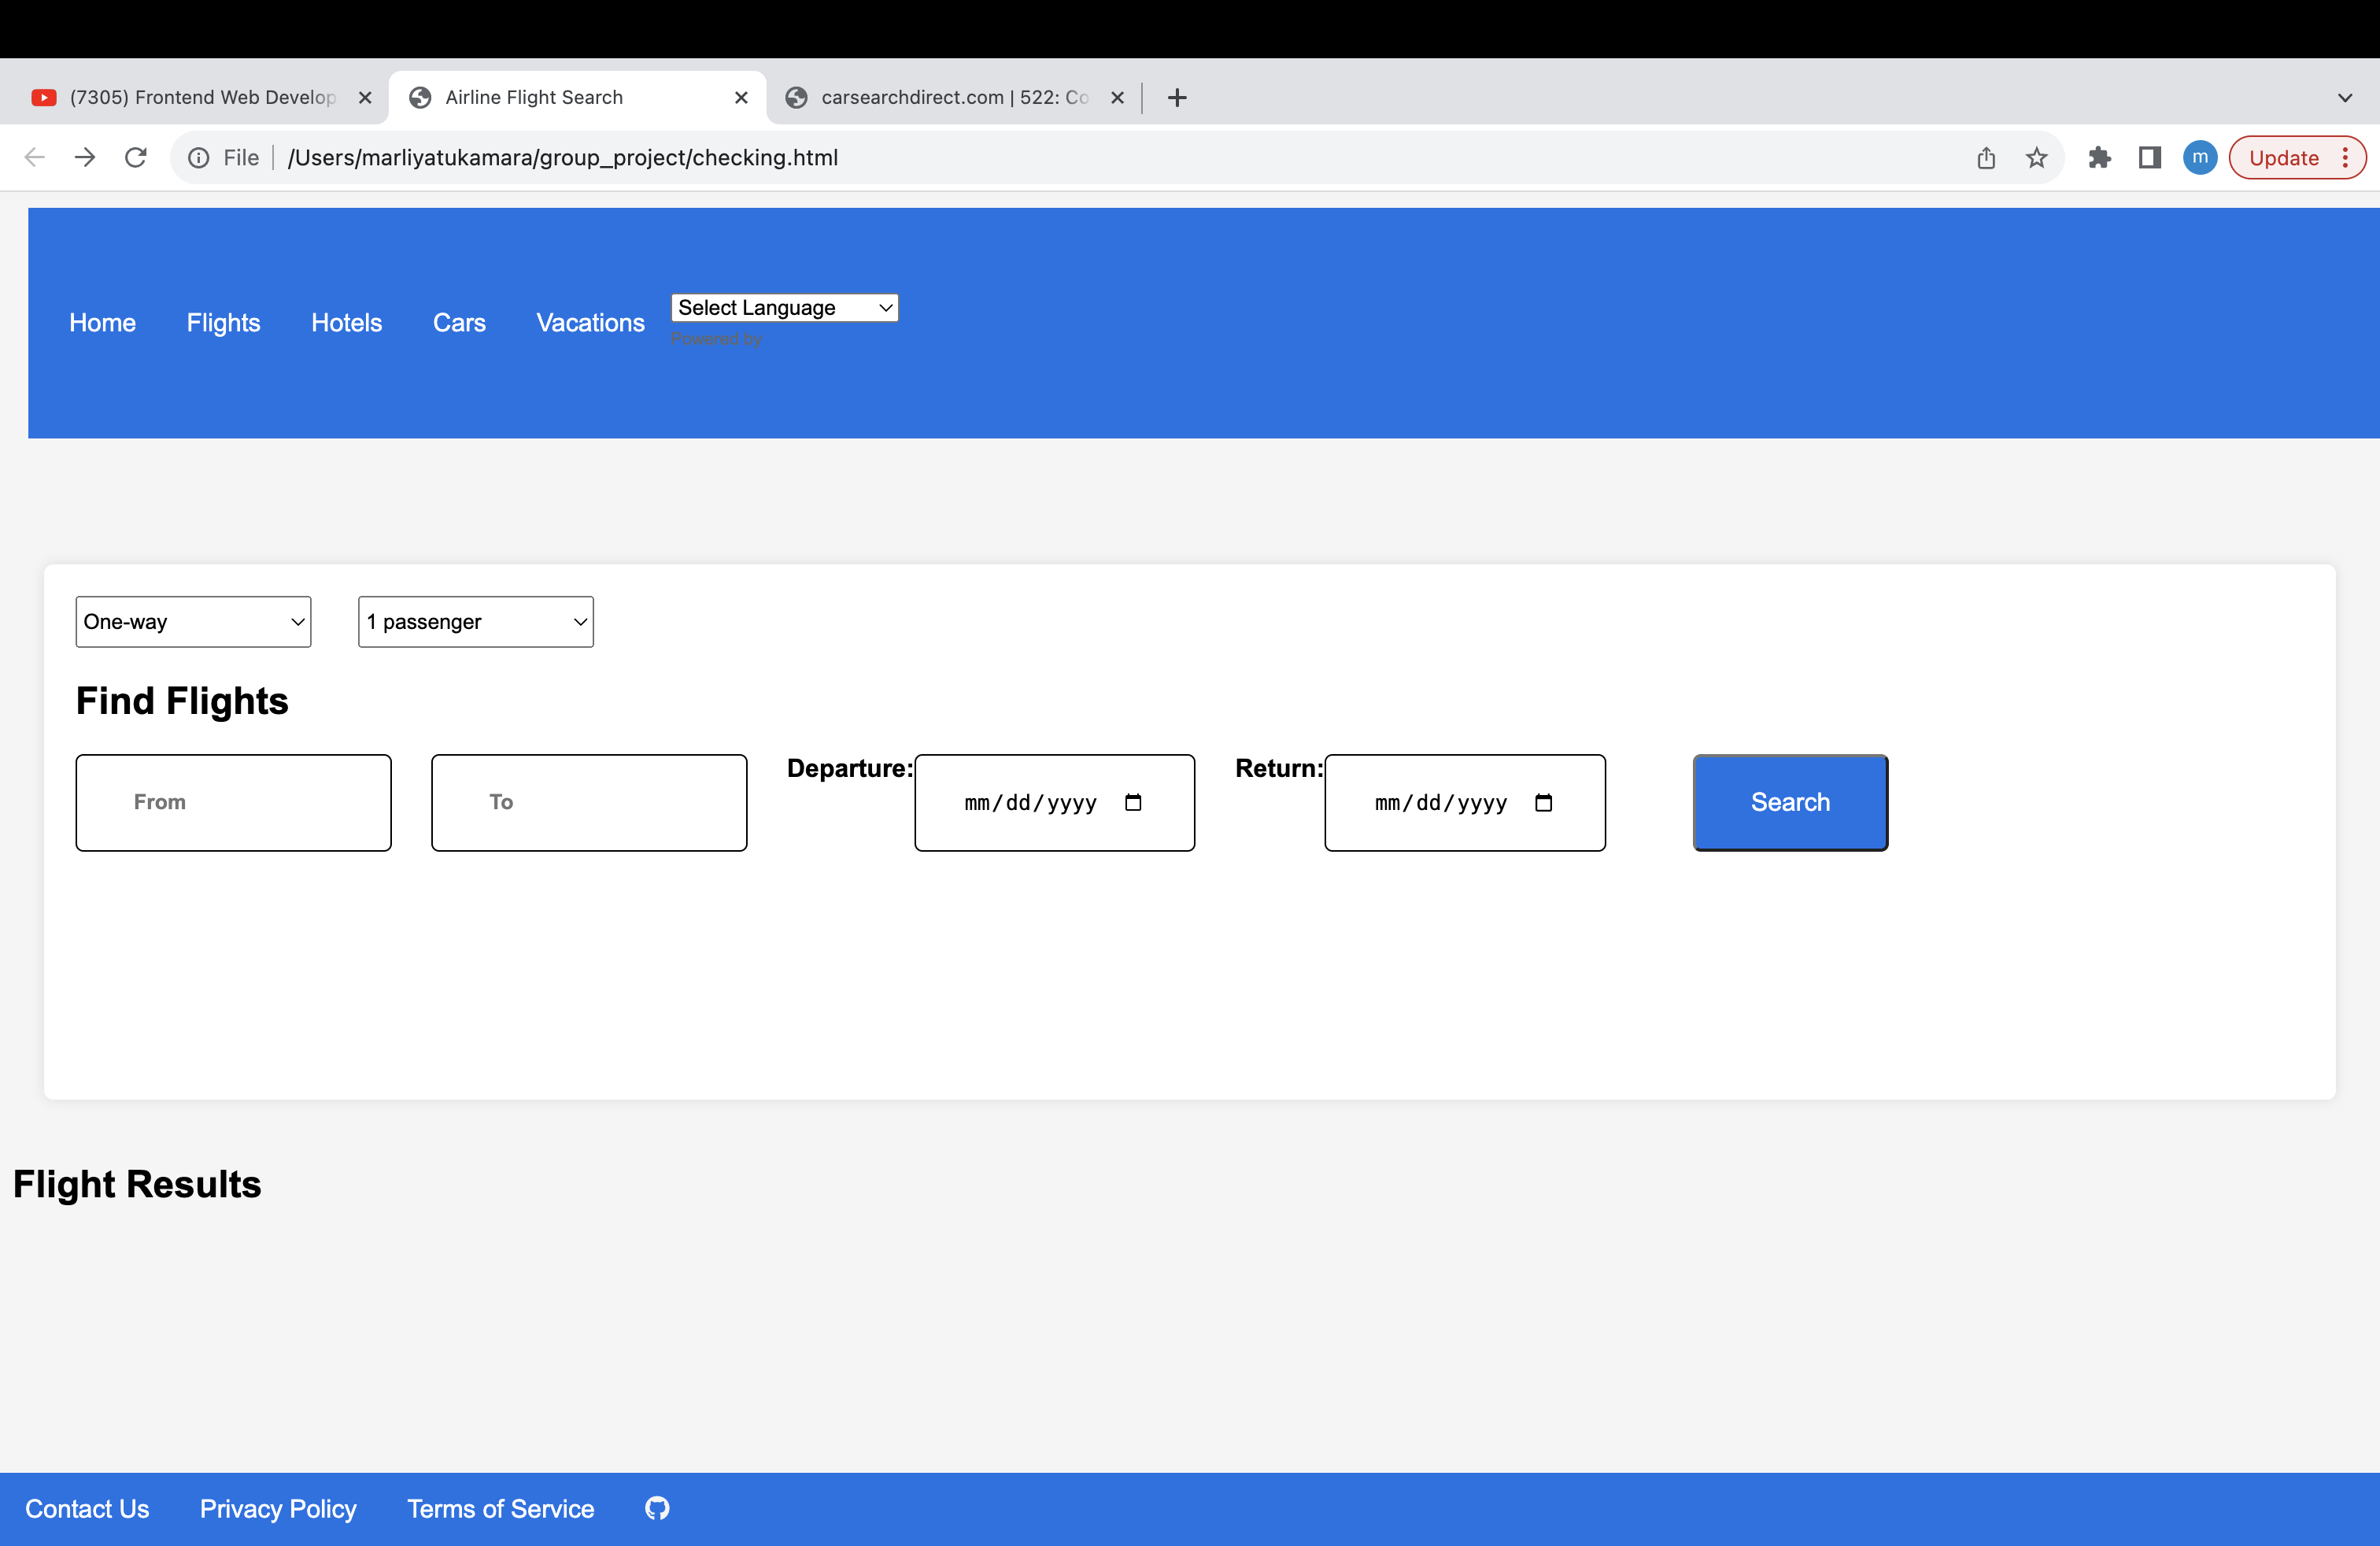 (7305) Frontend Web Develop
Airline Flight Search
carsearchdirect.com | 522: Co
File
/Users/marliyatukamara/group_project/checking.html
m
Update
Home Flights Hotels Cars Vacations
Select Language
Powered by
One-way
1 passenger
Find Flights
From
To
Departure:
mm/dd/yyyy
Return:
mm/dd/yyyy
Search
Flight Results
Contact Us Privacy Policy Terms of Service